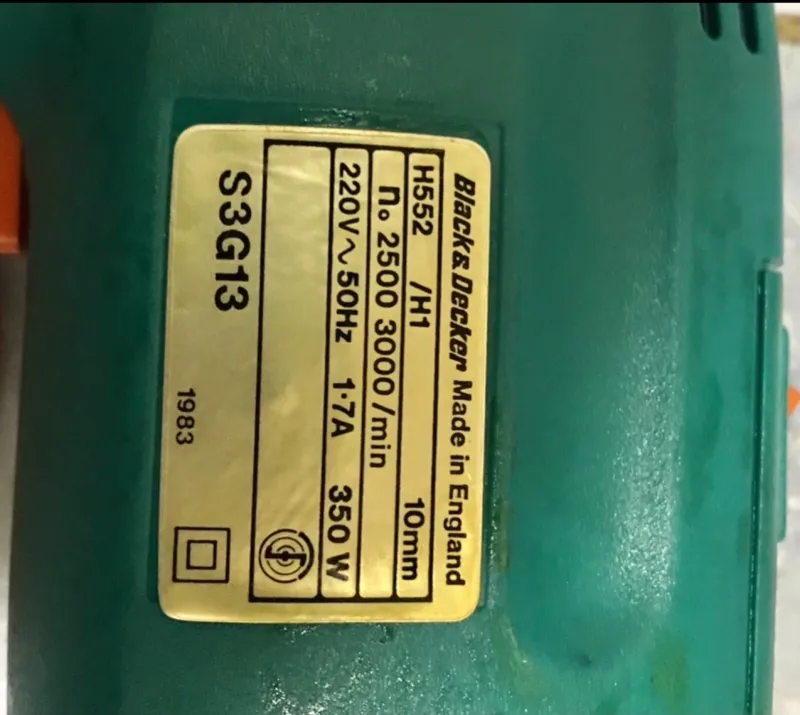 Black & Decker Made in England
H552 /H1 10mm
n₀ 2500 3000/min
220V ∿ 50Hz 1·7A 350 W
S3G13
1983